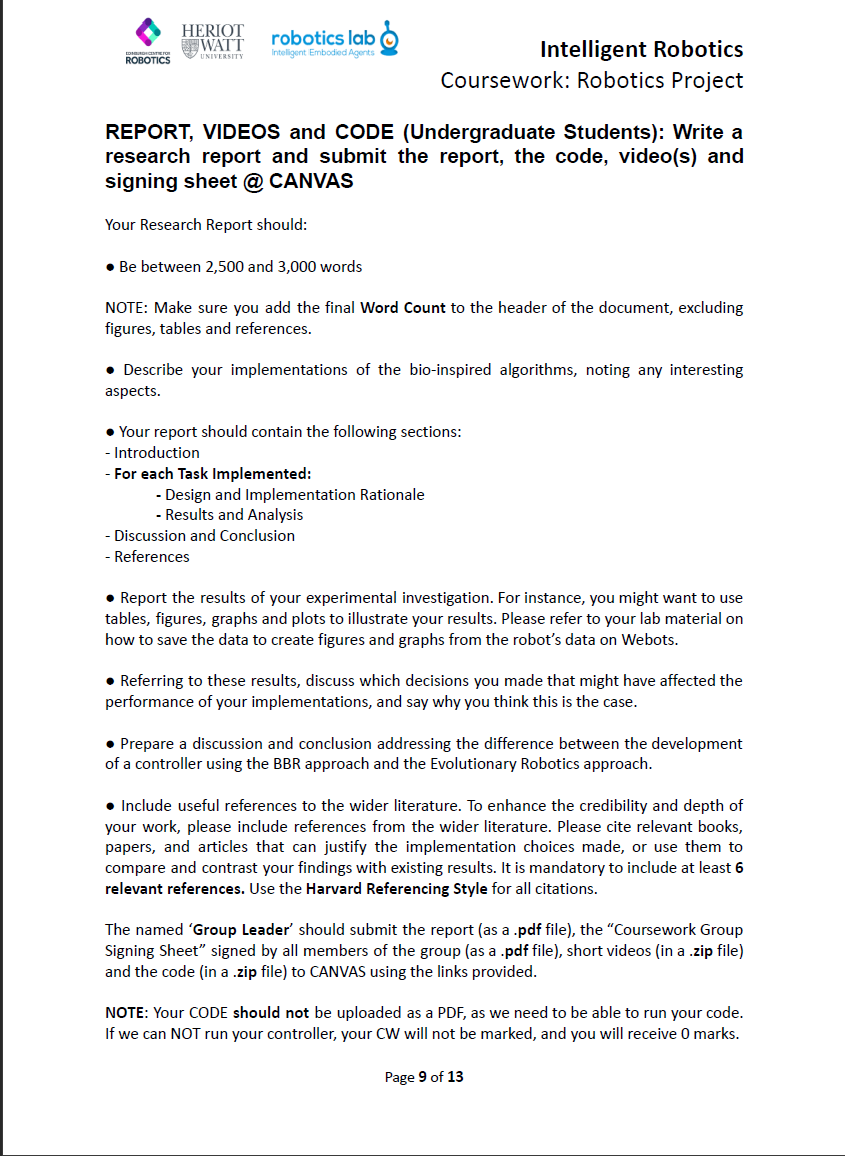 EDINBURGH CENTRE FOR
ROBOTICS
HERIOT
WATT
UNIVERSITY
robotics lab
Intelligent Embodied Agents
Intelligent Robotics
Coursework: Robotics Project
REPORT, VIDEOS and CODE (Undergraduate Students): Write a
research report and submit the report, the code, video(s) and
signing sheet @ CANVAS
Your Research Report should:
● Be between 2,500 and 3,000 words
NOTE: Make sure you add the final Word Count to the header of the document, excluding
figures, tables and references.
● Describe your implementations of the bio-inspired algorithms, noting any interesting
aspects.
● Your report should contain the following sections:
- Introduction
- For each Task Implemented:
- Design and Implementation Rationale
- Results and Analysis
- Discussion and Conclusion
- References
● Report the results of your experimental investigation. For instance, you might want to use
tables, figures, graphs and plots to illustrate your results. Please refer to your lab material on
how to save the data to create figures and graphs from the robot's data on Webots.
● Referring to these results, discuss which decisions you made that might have affected the
performance of your implementations, and say why you think this is the case.
● Prepare a discussion and conclusion addressing the difference between the development
of a controller using the BBR approach and the Evolutionary Robotics approach.
● Include useful references to the wider literature. To enhance the credibility and depth of
your work, please include references from the wider literature. Please cite relevant books,
papers, and articles that can justify the implementation choices made, or use them to
compare and contrast your findings with existing results. It is mandatory to include at least 6
relevant references. Use the Harvard Referencing Style for all citations.
The named 'Group Leader' should submit the report (as a .pdf file), the "Coursework Group
Signing Sheet" signed by all members of the group (as a .pdf file), short videos (in a .zip file)
and the code (in a .zip file) to CANVAS using the links provided.
NOTE: Your CODE should not be uploaded as a PDF, as we need to be able to run your code.
If we can NOT run your controller, your CW will not be marked, and you will receive 0 marks.
Page 9 of 13